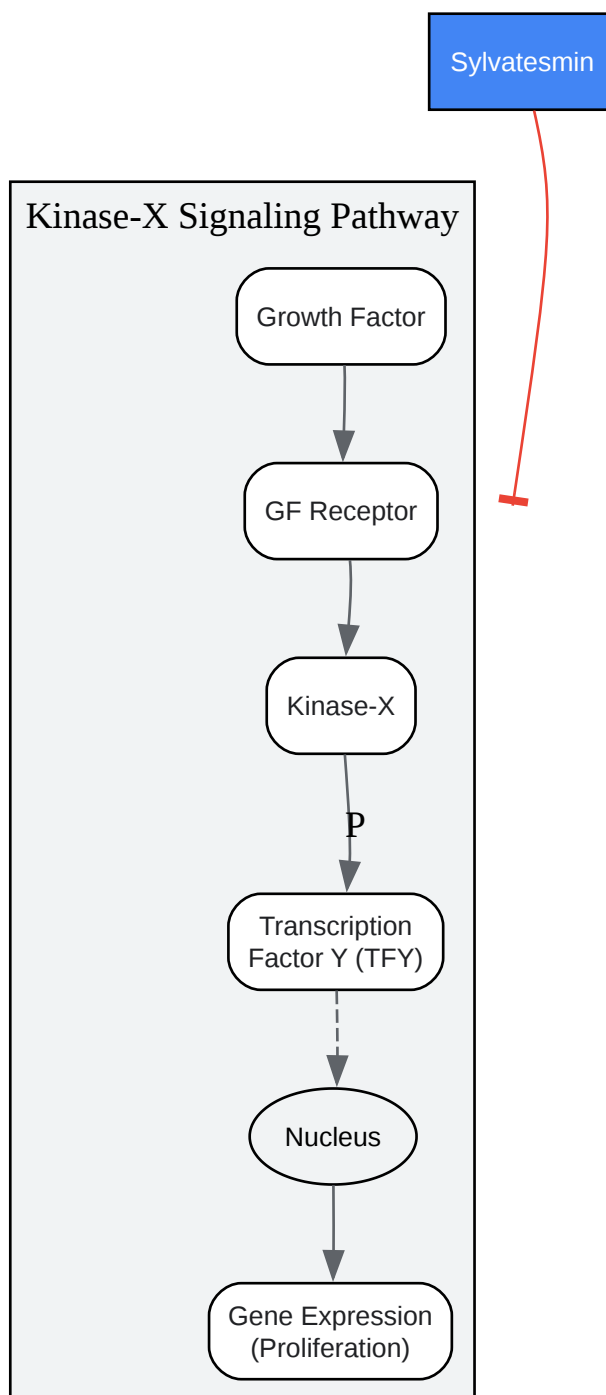 Sylvatesmin
Kinase-X Signaling Pathway
Growth Factor
GF Receptor
Kinase-X
P
Transcription
Factor Y (TFY)
Nucleus
Gene Expression
(Proliferation)